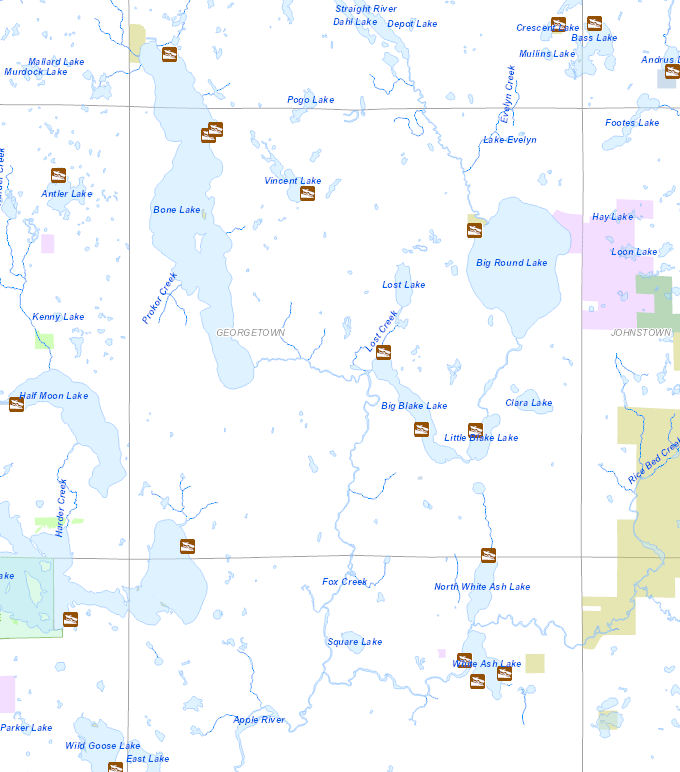 Straight River
Dahl Lake
Depot Lake
Crescent Lake
Bass Lake
Mullins Lake
Andrus L
Mallard Lake
Murdock Lake
Pogo Lake
Evelyn Creek
Footes Lake
Lake Evelyn
Vincent Lake
Antler Lake
Bone Lake
Hay Lake
Loon Lake
Big Round Lake
Lost Lake
Prokor Creek
Kenny Lake
Lost Creek
GEORGETOWN
JOHNSTOWN
Half Moon Lake
Big Blake Lake
Clara Lake
Little Blake Lake
Rice Bed Creek
Harder Creek
ake
Fox Creek
North White Ash Lake
Square Lake
White Ash Lake
Apple River
Parker Lake
Wild Goose Lake
East Lake